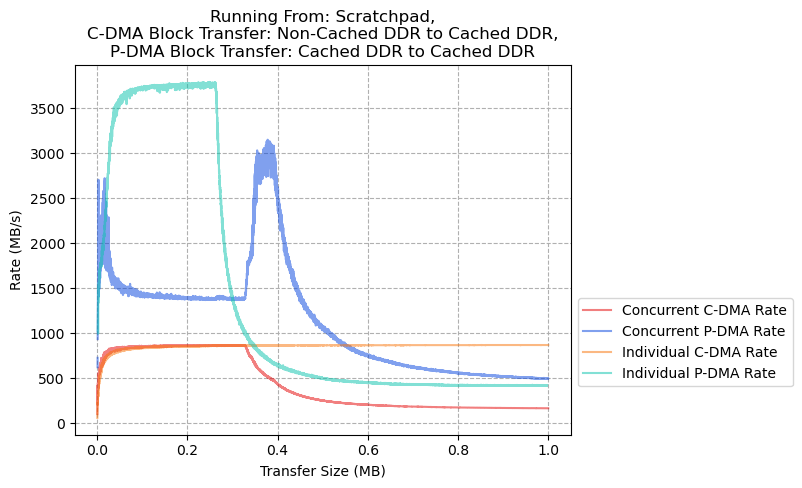 Running From: Scratchpad,
C-DMA Block Transfer: Non-Cached DDR to Cached DDR,
P-DMA Block Transfer: Cached DDR to Cached DDR
3500
3000
2500
2000
1500
1000
500
0
Rate (MB/s)
0.0 0.2 0.4 0.6 0.8 1.0
Transfer Size (MB)
Concurrent C-DMA Rate
Concurrent P-DMA Rate
Individual C-DMA Rate
Individual P-DMA Rate